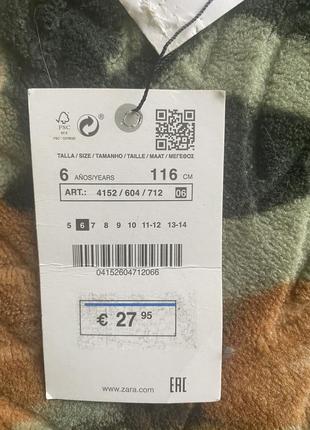 FSC
TALLA / SIZE / TAMANHO / TAILLE / MAAT / ΜΕΓΕΘΟΣ
6 AÑOS/YEARS 116 CM
ART.: 4152 / 604 / 712 06
5 6 7 8 9 10 11-12 13-14
04152604712066
€ 27 95
www.zara.com EAC